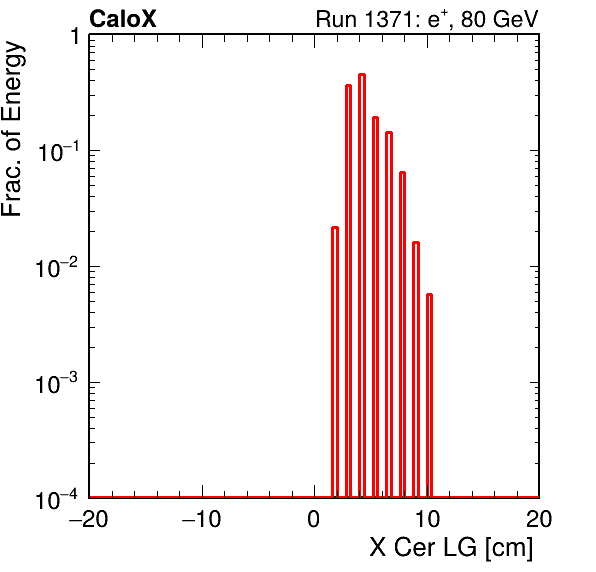 CaloX Run 1371: e⁺, 80 GeV
Frac. of Energy
1
10⁻¹
10⁻²
10⁻³
10⁻⁴
−20 −10 0 10 20
X Cer LG [cm]